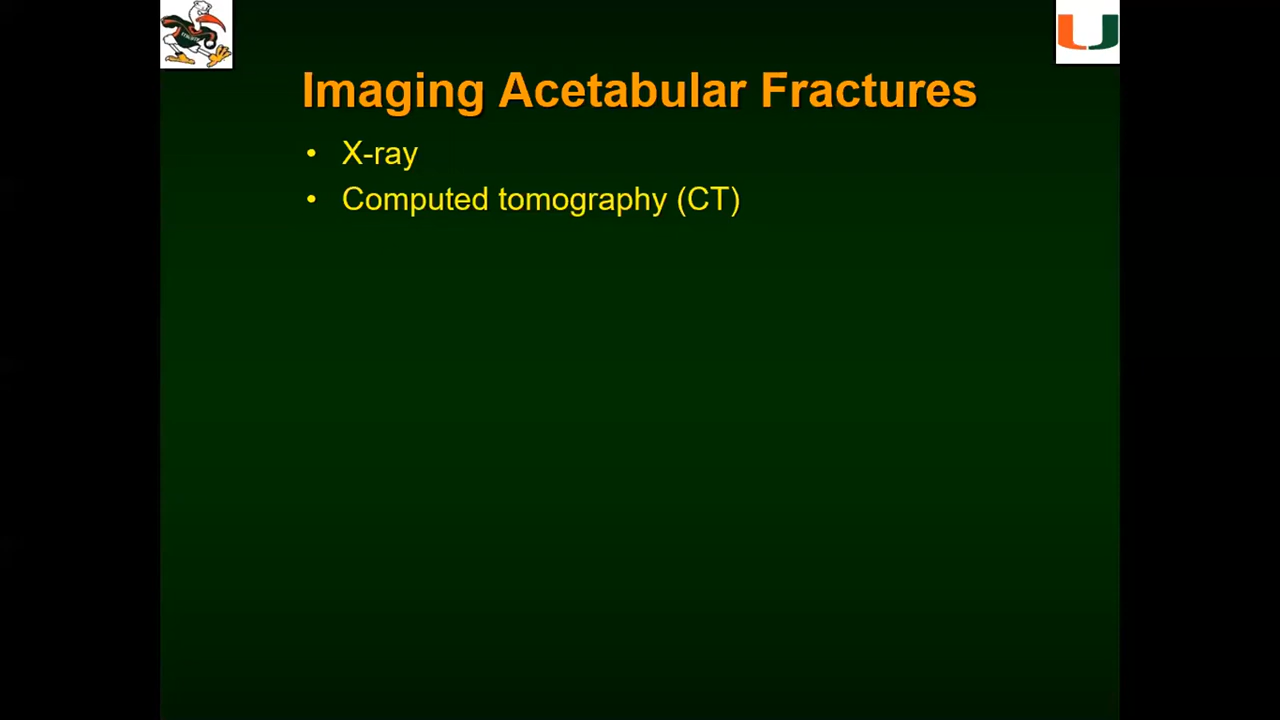 Imaging Acetabular Fractures
• X-ray
• Computed tomography (CT)